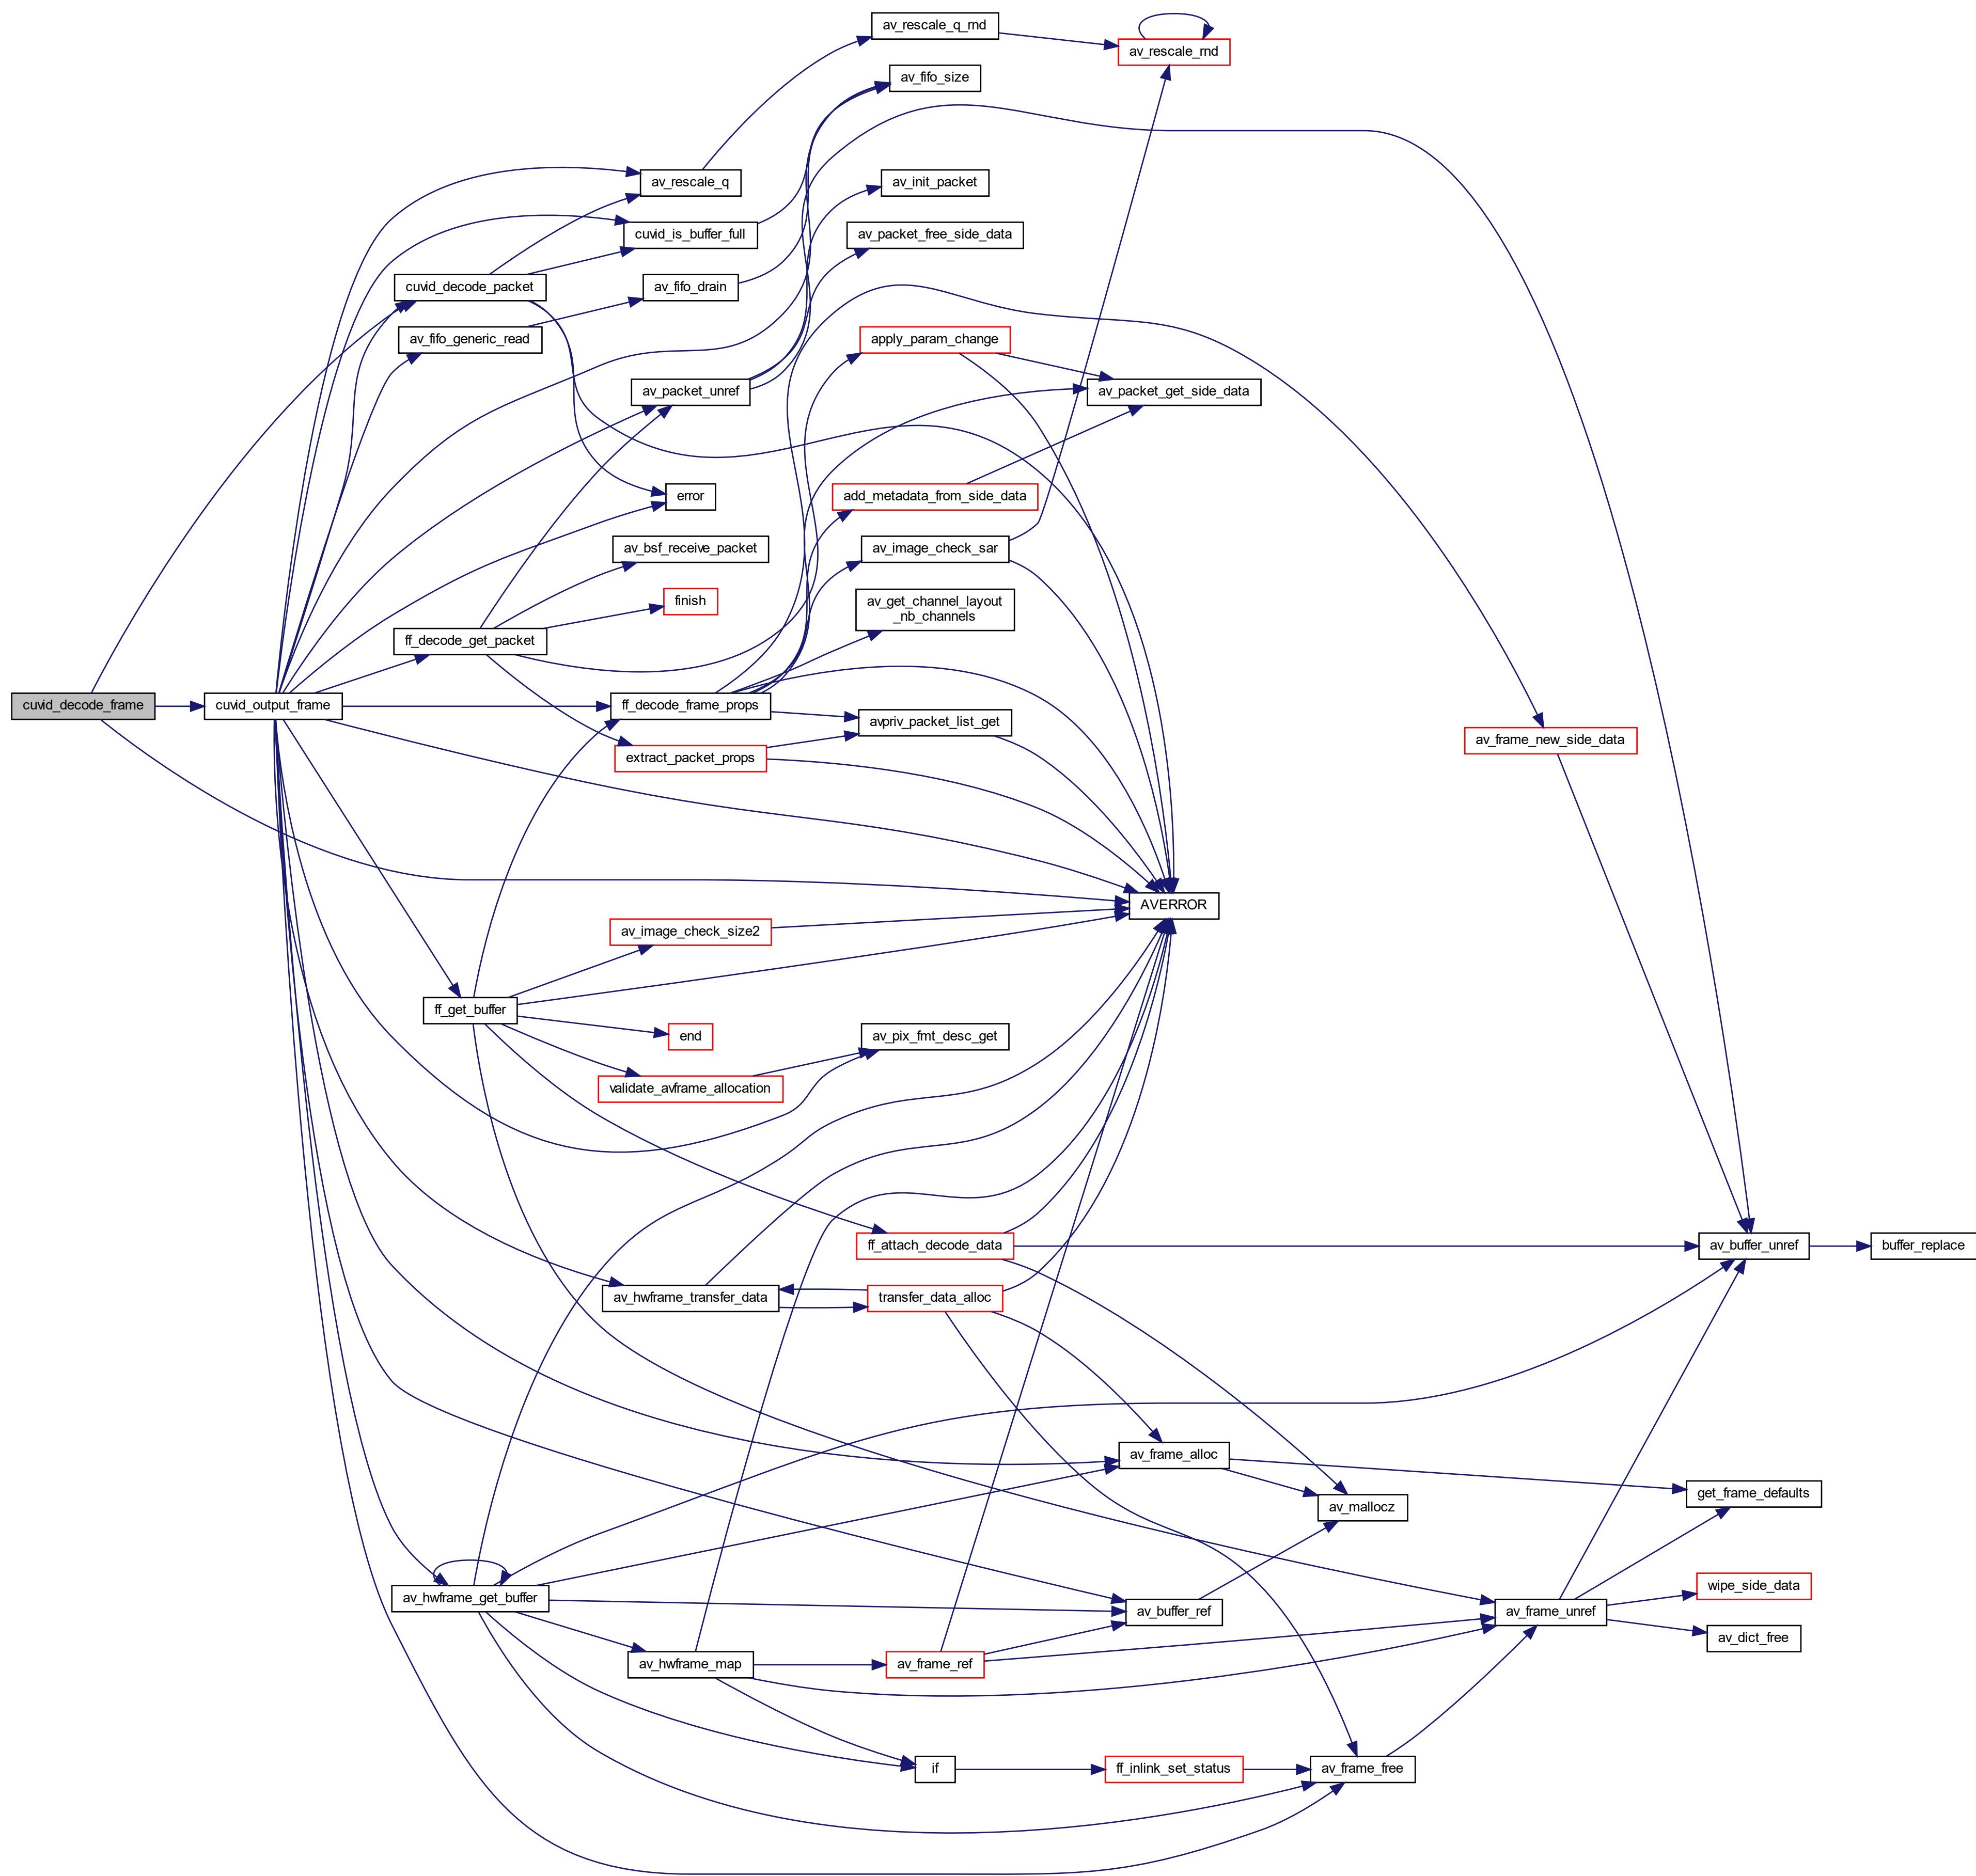 av_rescale_q_rnd
av_rescale_rnd
av_fifo_size
av_rescale_q
av_init_packet
cuvid_is_buffer_full
av_packet_free_side_data
cuvid_decode_packet
av_fifo_drain
av_fifo_generic_read
apply_param_change
av_packet_unref
av_packet_get_side_data
error
add_metadata_from_side_data
av_bsf_receive_packet
av_image_check_sar
finish
av_get_channel_layout
_nb_channels
ff_decode_get_packet
cuvid_decode_frame
cuvid_output_frame
ff_decode_frame_props
avpriv_packet_list_get
av_frame_new_side_data
extract_packet_props
AVERROR
av_image_check_size2
ff_get_buffer
end
av_pix_fmt_desc_get
validate_avframe_allocation
ff_attach_decode_data
av_buffer_unref
buffer_replace
av_hwframe_transfer_data
transfer_data_alloc
av_frame_alloc
av_mallocz
get_frame_defaults
av_hwframe_get_buffer
av_buffer_ref
av_frame_unref
wipe_side_data
av_dict_free
av_hwframe_map
av_frame_ref
if
ff_inlink_set_status
av_frame_free